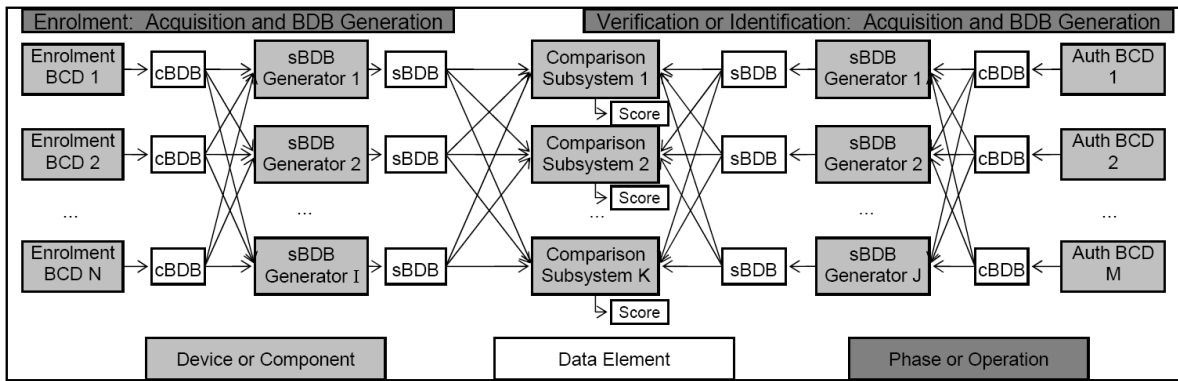 Enrolment: Acquisition and BDB Generation
Verification or Identification: Acquisition and BDB Generation
Enrolment
BCD 1
cBDB
sBDB
Generator 1
sBDB
Comparison
Subsystem 1
Score
sBDB
sBDB
Generator 1
cBDB
Auth BCD
1
Enrolment
BCD 2
cBDB
sBDB
Generator 2
sBDB
Comparison
Subsystem 2
Score
sBDB
sBDB
Generator 2
cBDB
Auth BCD
2
...
...
...
...
...
Enrolment
BCD N
cBDB
sBDB
Generator I
sBDB
Comparison
Subsystem K
Score
sBDB
sBDB
Generator J
cBDB
Auth BCD
M
Device or Component
Data Element
Phase or Operation